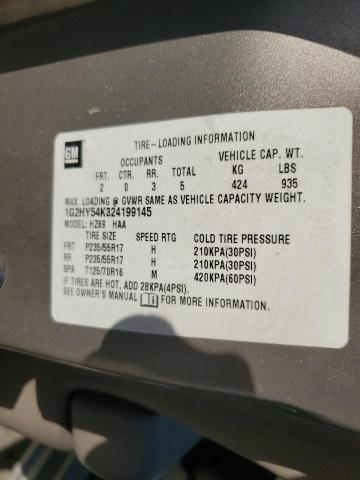 GM
TIRE-LOADING INFORMATION
OCCUPANTS VEHICLE CAP. WT.
FRT. CTR. RR. TOTAL KG LBS
2 0 3 5 424 935
MAX. LOADING @ GVWR SAME AS VEHICLE CAPACITY WEIGHT.
1G2HY54K324199145
MODEL: HZ69 HAA
TIRE SIZE SPEED RTG COLD TIRE PRESSURE
FRT P235/55R17 H 210KPA(30PSI)
RR P235/55R17 H 210KPA(30PSI)
SPA T125/70R16 M 420KPA(60PSI)
IF TIRES ARE HOT, ADD 28KPA(4PSI).
SEE OWNER'S MANUAL FOR MORE INFORMATION.